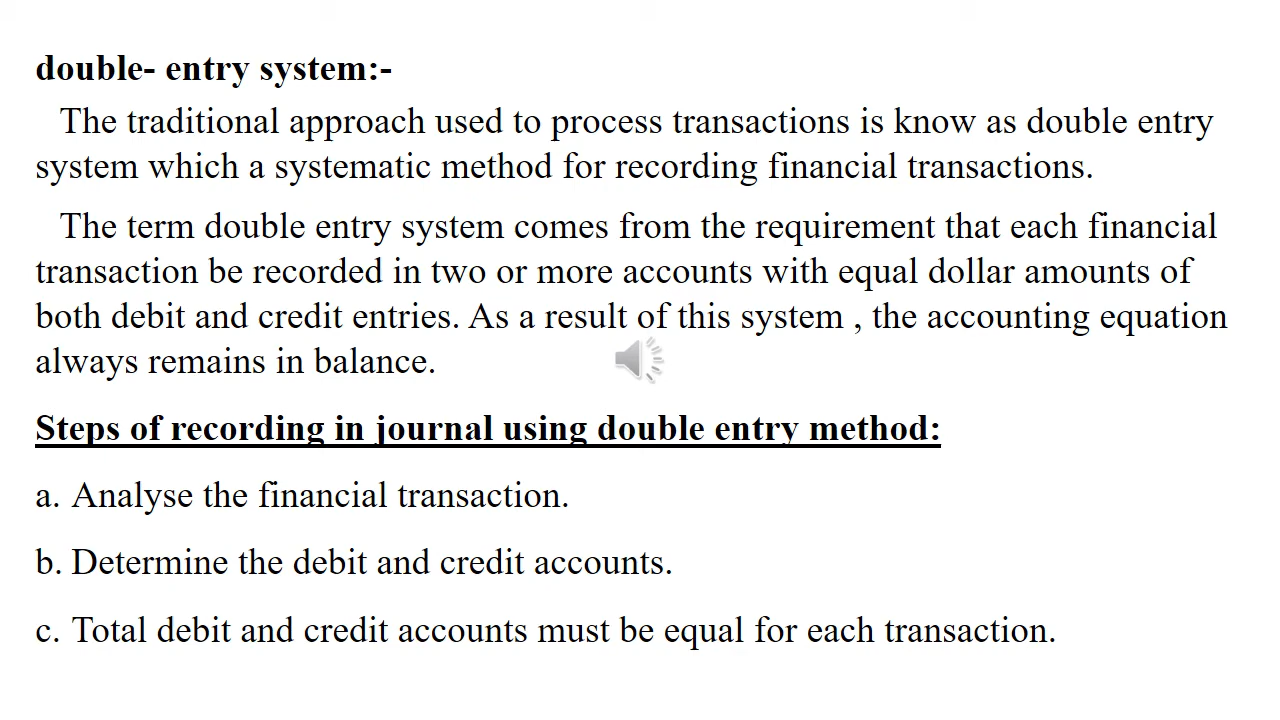 double- entry system:-
The traditional approach used to process transactions is know as double entry
system which a systematic method for recording financial transactions.
The term double entry system comes from the requirement that each financial
transaction be recorded in two or more accounts with equal dollar amounts of
both debit and credit entries. As a result of this system , the accounting equation
always remains in balance.
Steps of recording in journal using double entry method:
a. Analyse the financial transaction.
b. Determine the debit and credit accounts.
c. Total debit and credit accounts must be equal for each transaction.